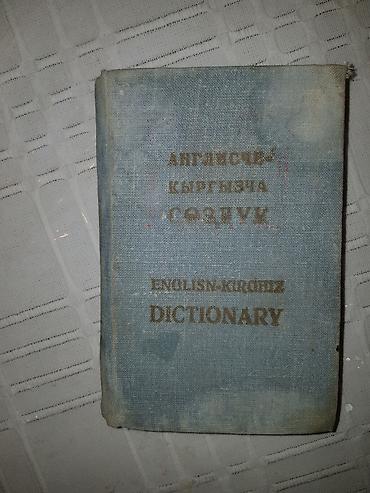 АНГЛИСЧЕ-
КЫРГЫЗЧА
СӨЗДҮК
ENGLISH-KIRGHIZ
DICTIONARY